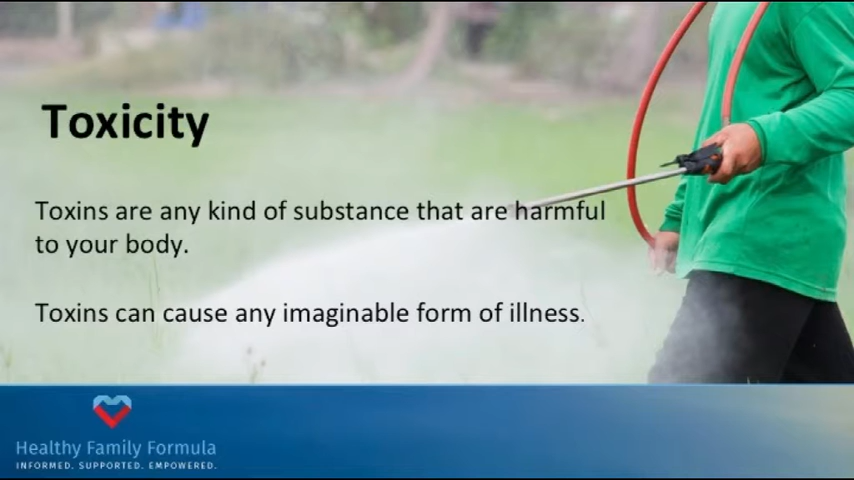 Toxicity
Toxins are any kind of substance that are harmful
to your body.
Toxins can cause any imaginable form of illness.
Healthy Family Formula
INFORMED. SUPPORTED. EMPOWERED.